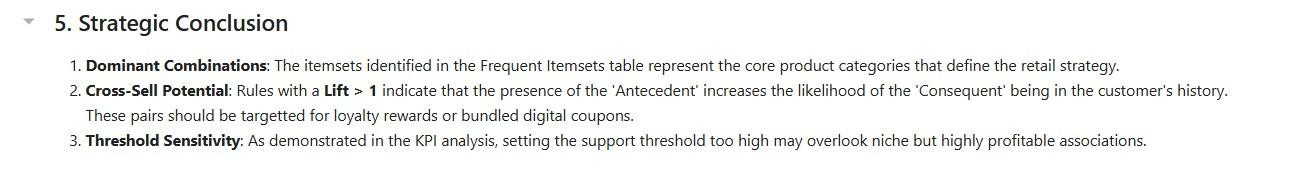 5. Strategic Conclusion
1. Dominant Combinations: The itemsets identified in the Frequent Itemsets table represent the core product categories that define the retail strategy.
2. Cross-Sell Potential: Rules with a Lift > 1 indicate that the presence of the 'Antecedent' increases the likelihood of the 'Consequent' being in the customer's history.
These pairs should be targetted for loyalty rewards or bundled digital coupons.
3. Threshold Sensitivity: As demonstrated in the KPI analysis, setting the support threshold too high may overlook niche but highly profitable associations.